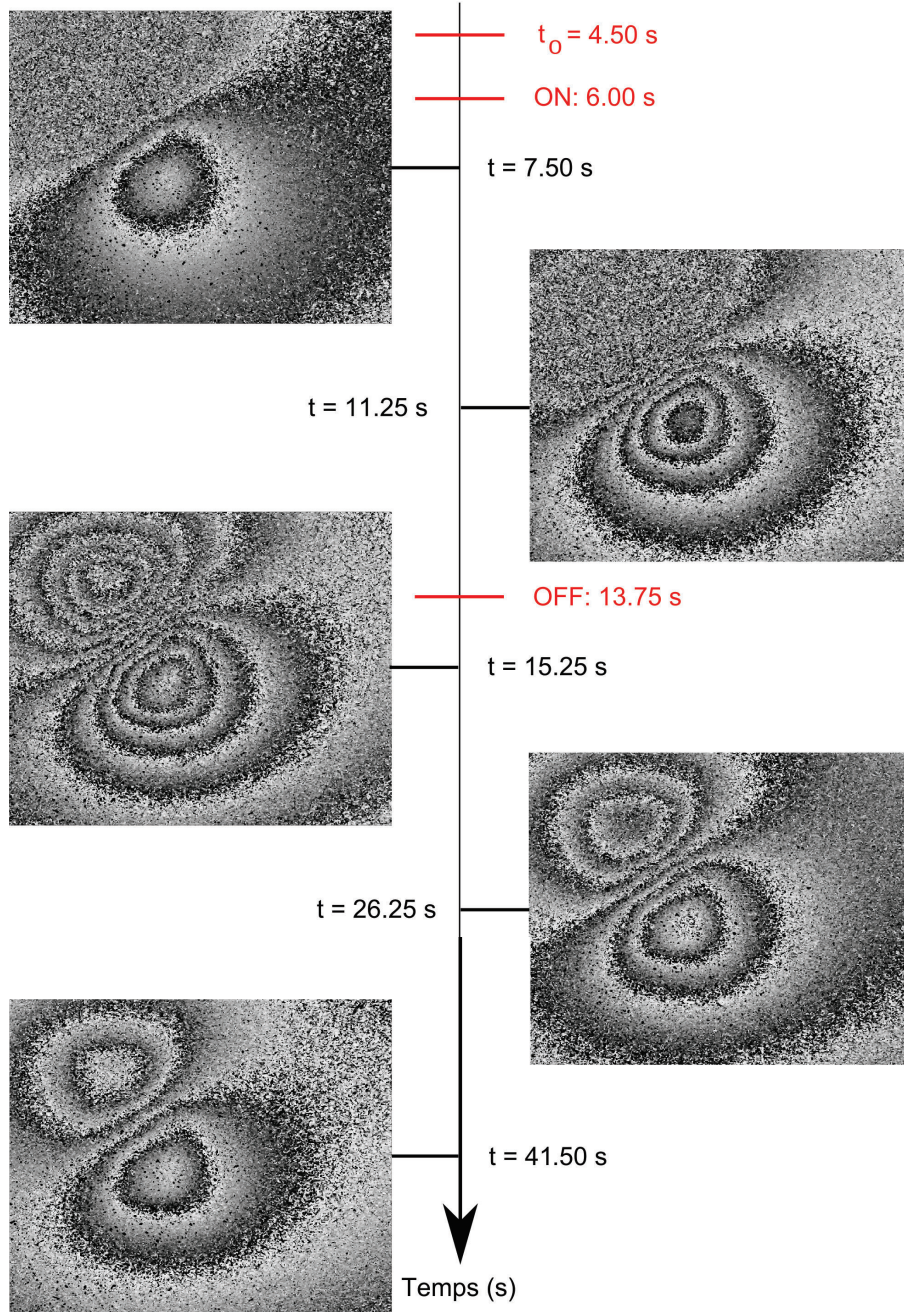 t₀ = 4.50 s
ON: 6.00 s
t = 7.50 s
t = 11.25 s
OFF: 13.75 s
t = 15.25 s
t = 26.25 s
t = 41.50 s
Temps (s)